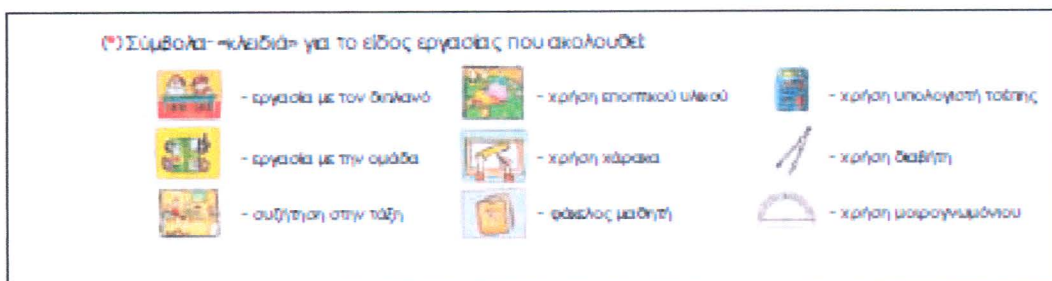 (*) Σύμβολα- «κλειδιά» για το είδος εργασίας που ακολουθεί:
- εργασία με τον διπλανό
- χρήση εποπτικού υλικού
- χρήση υπολογιστή τσέπης
- εργασία με την ομάδα
- χρήση χάρακα
- χρήση διαβήτη
- συζήτηση στην τάξη
- φάκελος μαθητή
- χρήση μοιρογνωμόνιου